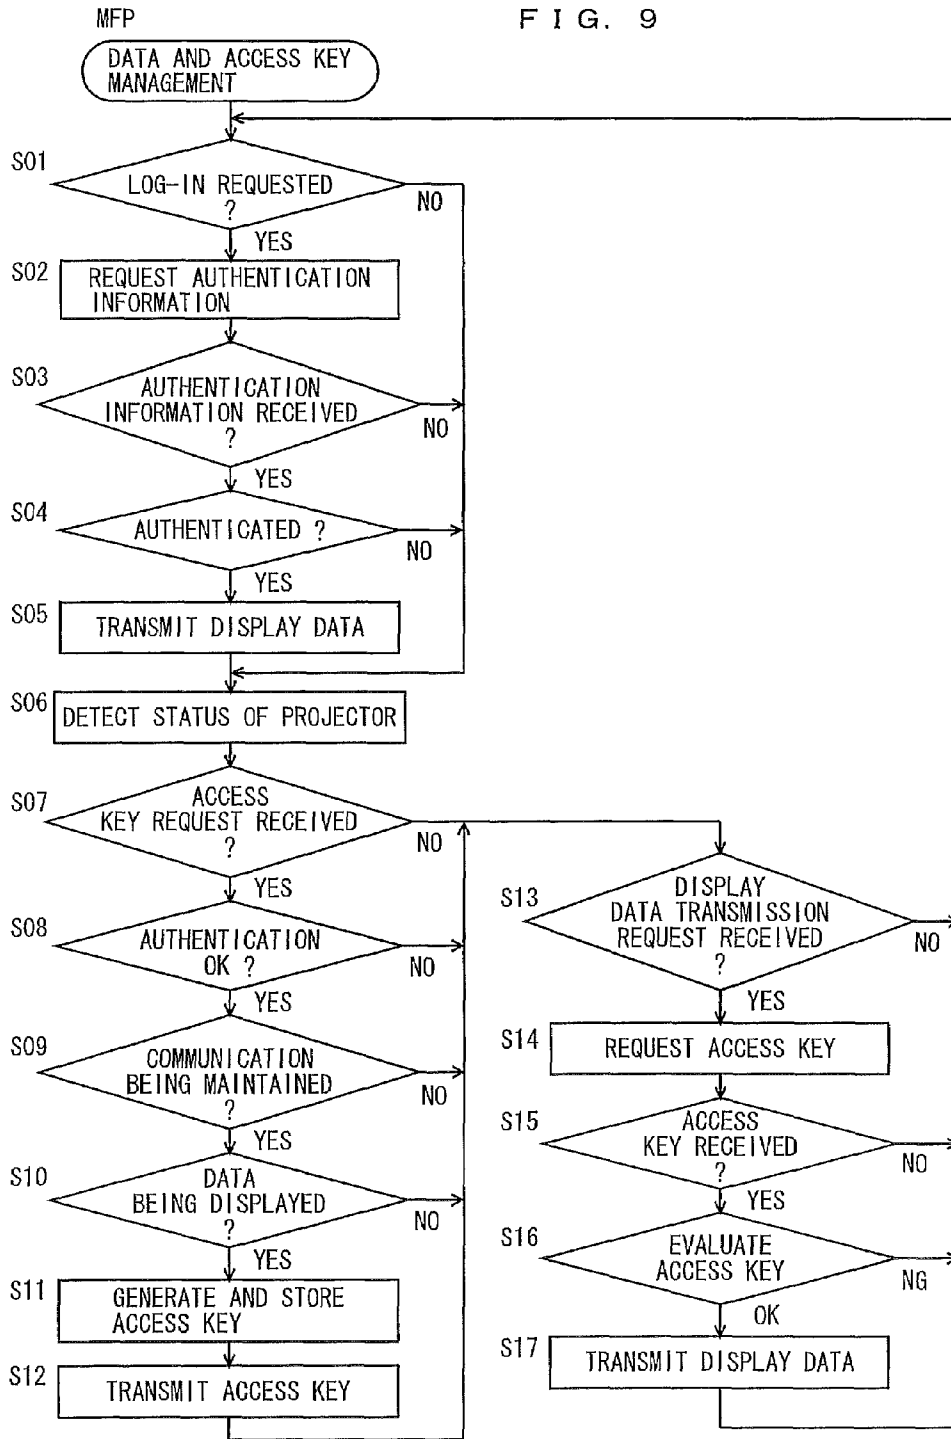 MFP
FIG. 9
DATA AND ACCESS KEY
MANAGEMENT
S01
LOG-IN REQUESTED
?
NO
YES
S02
REQUEST AUTHENTICATION
INFORMATION
S03
AUTHENTICATION
INFORMATION RECEIVED
?
NO
YES
S04
AUTHENTICATED ?
NO
YES
S05
TRANSMIT DISPLAY DATA
S06
DETECT STATUS OF PROJECTOR
S07
ACCESS
KEY REQUEST RECEIVED
?
NO
YES
S08
AUTHENTICATION
OK ?
NO
YES
S09
COMMUNICATION
BEING MAINTAINED
?
NO
YES
S10
DATA
BEING DISPLAYED
?
NO
YES
S11
GENERATE AND STORE
ACCESS KEY
S12
TRANSMIT ACCESS KEY
S13
DISPLAY
DATA TRANSMISSION
REQUEST RECEIVED
?
NO
YES
S14
REQUEST ACCESS KEY
S15
ACCESS
KEY RECEIVED
?
NO
YES
S16
EVALUATE
ACCESS KEY
NG
OK
S17
TRANSMIT DISPLAY DATA